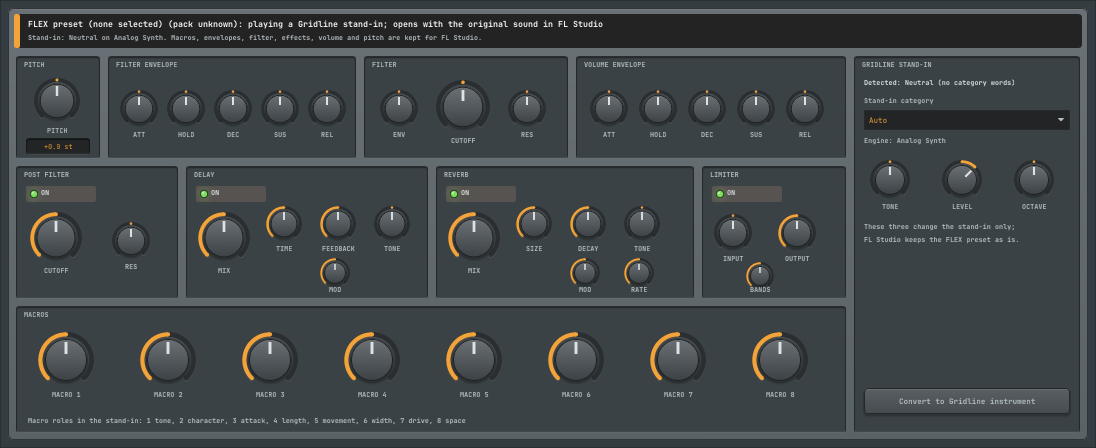 FLEX preset (none selected) (pack unknown): playing a Gridline stand-in; opens with the original sound in FL Studio
Stand-in: Neutral on Analog Synth. Macros, envelopes, filter, effects, volume and pitch are kept for FL Studio.
PITCH
PITCH
+0.0 st
FILTER ENVELOPE
ATT HOLD DEC SUS REL
FILTER
ENV CUTOFF RES
VOLUME ENVELOPE
ATT HOLD DEC SUS REL
GRIDLINE STAND-IN
Detected: Neutral (no category words)
Stand-in category
Auto
Engine: Analog Synth
TONE LEVEL OCTAVE
These three change the stand-in only;
FL Studio keeps the FLEX preset as is.
Convert to Gridline instrument
POST FILTER
ON
CUTOFF RES
DELAY
ON
MIX TIME FEEDBACK TONE
MOD
REVERB
ON
MIX SIZE DECAY TONE
MOD RATE
LIMITER
ON
INPUT OUTPUT
BANDS
MACROS
MACRO 1 MACRO 2 MACRO 3 MACRO 4 MACRO 5 MACRO 6 MACRO 7 MACRO 8
Macro roles in the stand-in: 1 tone, 2 character, 3 attack, 4 length, 5 movement, 6 width, 7 drive, 8 space